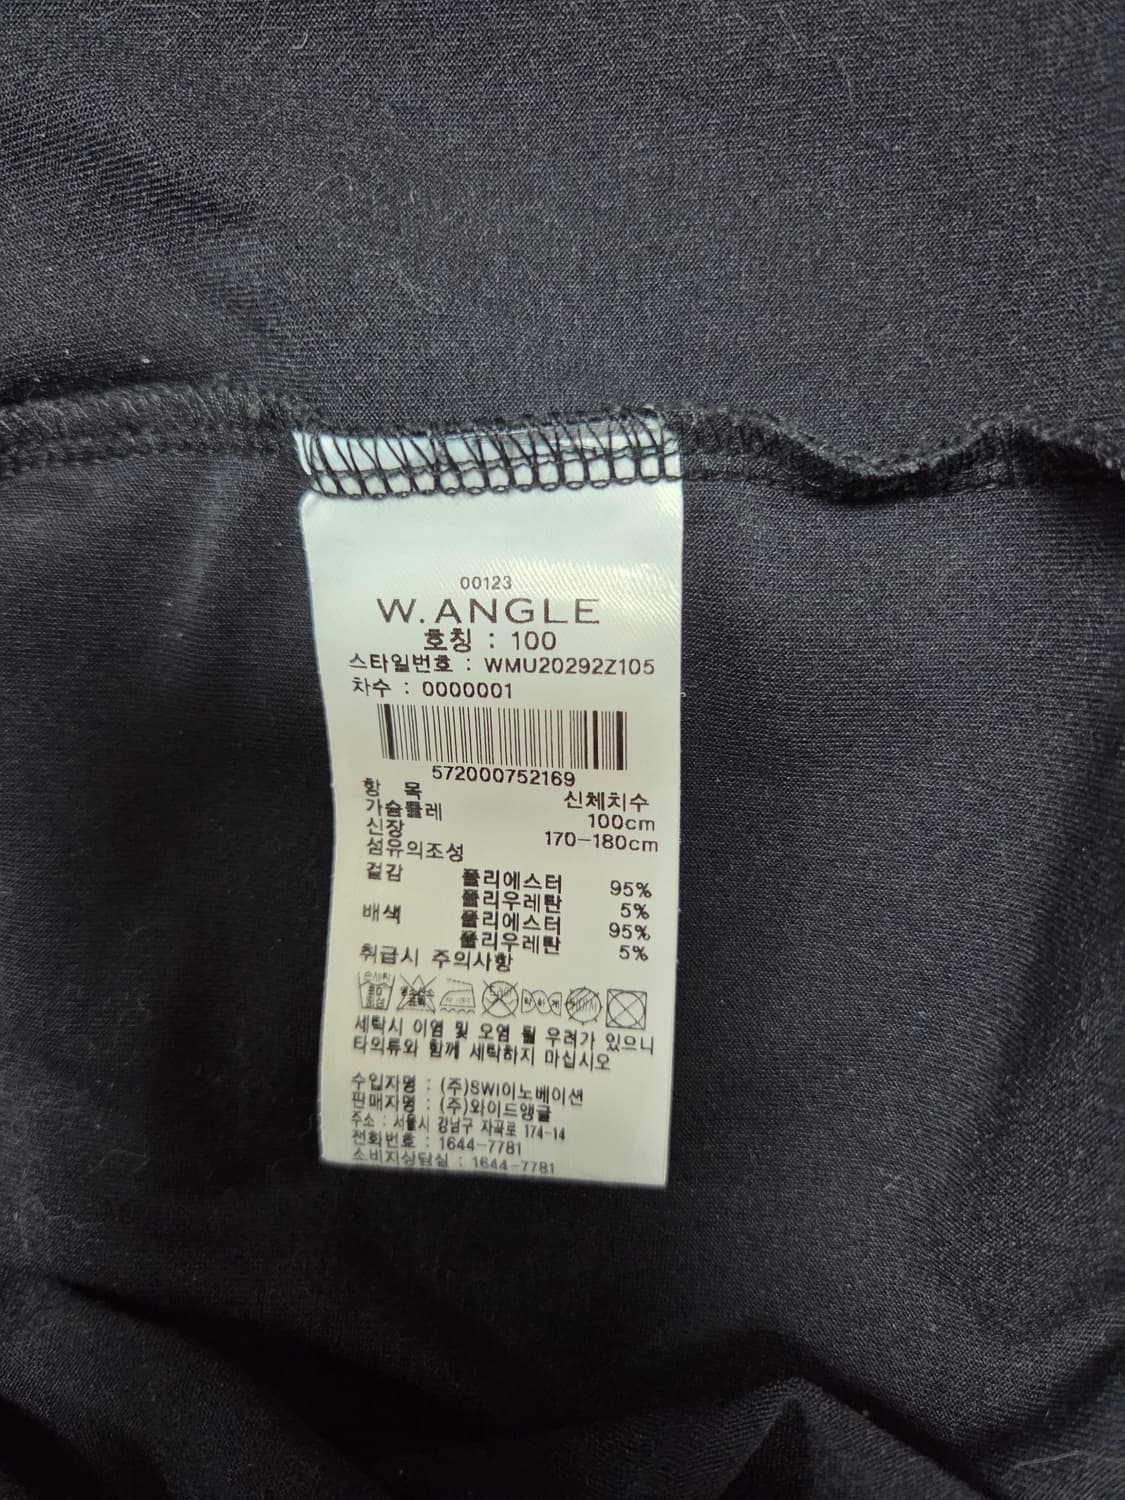 00123
W.ANGLE
호칭 : 100
스타일번호 : WMU20292Z105
차수 : 0000001
572000752169
항 목 신체치수
가슴둘레 100cm
신장 170-180cm
섬유의조성
겉감 폴리에스터 95%
폴리우레탄 5%
배색 폴리에스터 95%
폴리우레탄 5%
취급시 주의사항
세탁시 이염 및 오염 될 우려가 있으니
타의류와 함께 세탁하지 마십시오
수입자명 : (주)SWI이노베이션
판매자명 : (주)와이드앵글
주소 : 서울시 강남구 자곡로 174-14
전화번호 : 1644-7781
소비자상담실 : 1644-7781